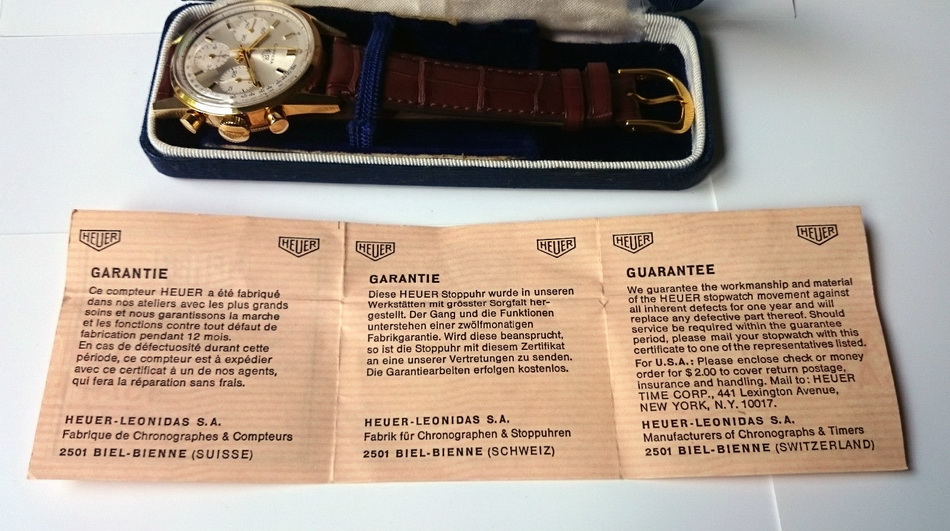 HEUER
HEUER
GARANTIE
Ce compteur HEUER a été fabriqué
dans nos ateliers avec les plus grands
soins et nous garantissons la marche
et les fonctions contre tout défaut de
fabrication pendant 12 mois.
En cas de défectuosité durant cette
période, ce compteur est à expédier
avec ce certificat à un de nos agents,
qui fera la réparation sans frais.
HEUER-LEONIDAS S.A.
Fabrique de Chronographes & Compteurs
2501 BIEL-BIENNE (SUISSE)
HEUER
HEUER
GARANTIE
Diese HEUER Stoppuhr wurde in unseren
Werkstätten mit grösster Sorgfalt her-
gestellt. Der Gang und die Funktionen
unterstehen einer zwölfmonatigen
Fabrikgarantie. Wird diese beansprucht,
so ist die Stoppuhr mit diesem Zertifikat
an eine unserer Vertretungen zu senden.
Die Garantiearbeiten erfolgen kostenlos.
HEUER-LEONIDAS S.A.
Fabrik für Chronographen & Stoppuhren
2501 BIEL-BIENNE (SCHWEIZ)
HEUER
HEUER
GUARANTEE
We guarantee the workmanship and material
of the HEUER stopwatch movement against
all inherent defects for one year and will
replace any defective part thereof. Should
service be required within the guarantee
period, please mail your stopwatch with this
certificate to one of the representatives listed.
For U.S.A.: Please enclose check or money
order for $ 2.00 to cover return postage,
insurance and handling. Mail to: HEUER
TIME CORP., 441 Lexington Avenue,
NEW YORK, N.Y. 10017.
HEUER-LEONIDAS S.A.
Manufacturers of Chronographs & Timers
2501 BIEL-BIENNE (SWITZERLAND)